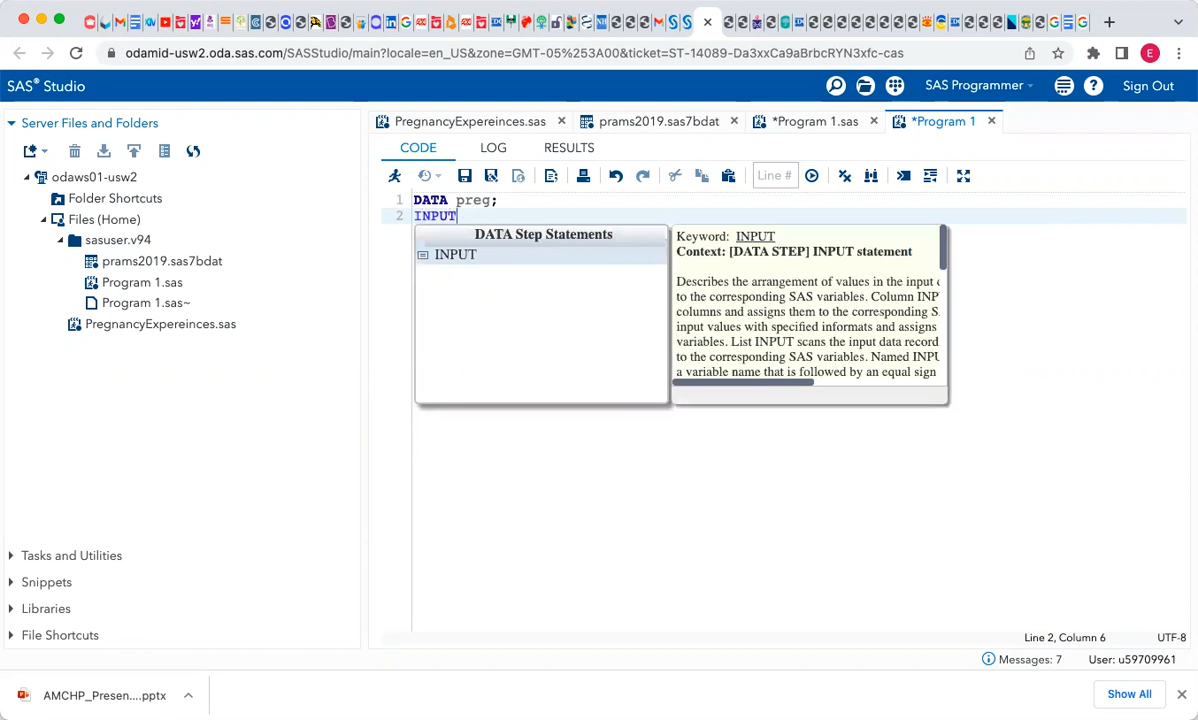 odamid-usw2.oda.sas.com/SASStudio/main?locale=en_US&zone=GMT-05%253A00&ticket=ST-14089-Da3xxCa9aBrbcRYN3xfc-cas
E
SAS® Studio
SAS Programmer
Sign Out
Server Files and Folders
odaws01-usw2
Folder Shortcuts
Files (Home)
sasuser.v94
prams2019.sas7bdat
Program 1.sas
Program 1.sas~
PregnancyExpereinces.sas
Tasks and Utilities
Snippets
Libraries
File Shortcuts
PregnancyExpereinces.sas
prams2019.sas7bdat
*Program 1.sas
*Program 1
CODE
LOG
RESULTS
Line #
1 DATA preg;
2 INPUT
DATA Step Statements
INPUT
Keyword: INPUT
Context: [DATA STEP] INPUT statement
Describes the arrangement of values in the input
to the corresponding SAS variables. Column INP
columns and assigns them to the corresponding S
input values with specified informats and assigns
variables. List INPUT scans the input data record
to the corresponding SAS variables. Named INPU
a variable name that is followed by an equal sign
Line 2, Column 6
UTF-8
Messages: 7
User: u59709961
AMCHP_Presen....pptx
Show All